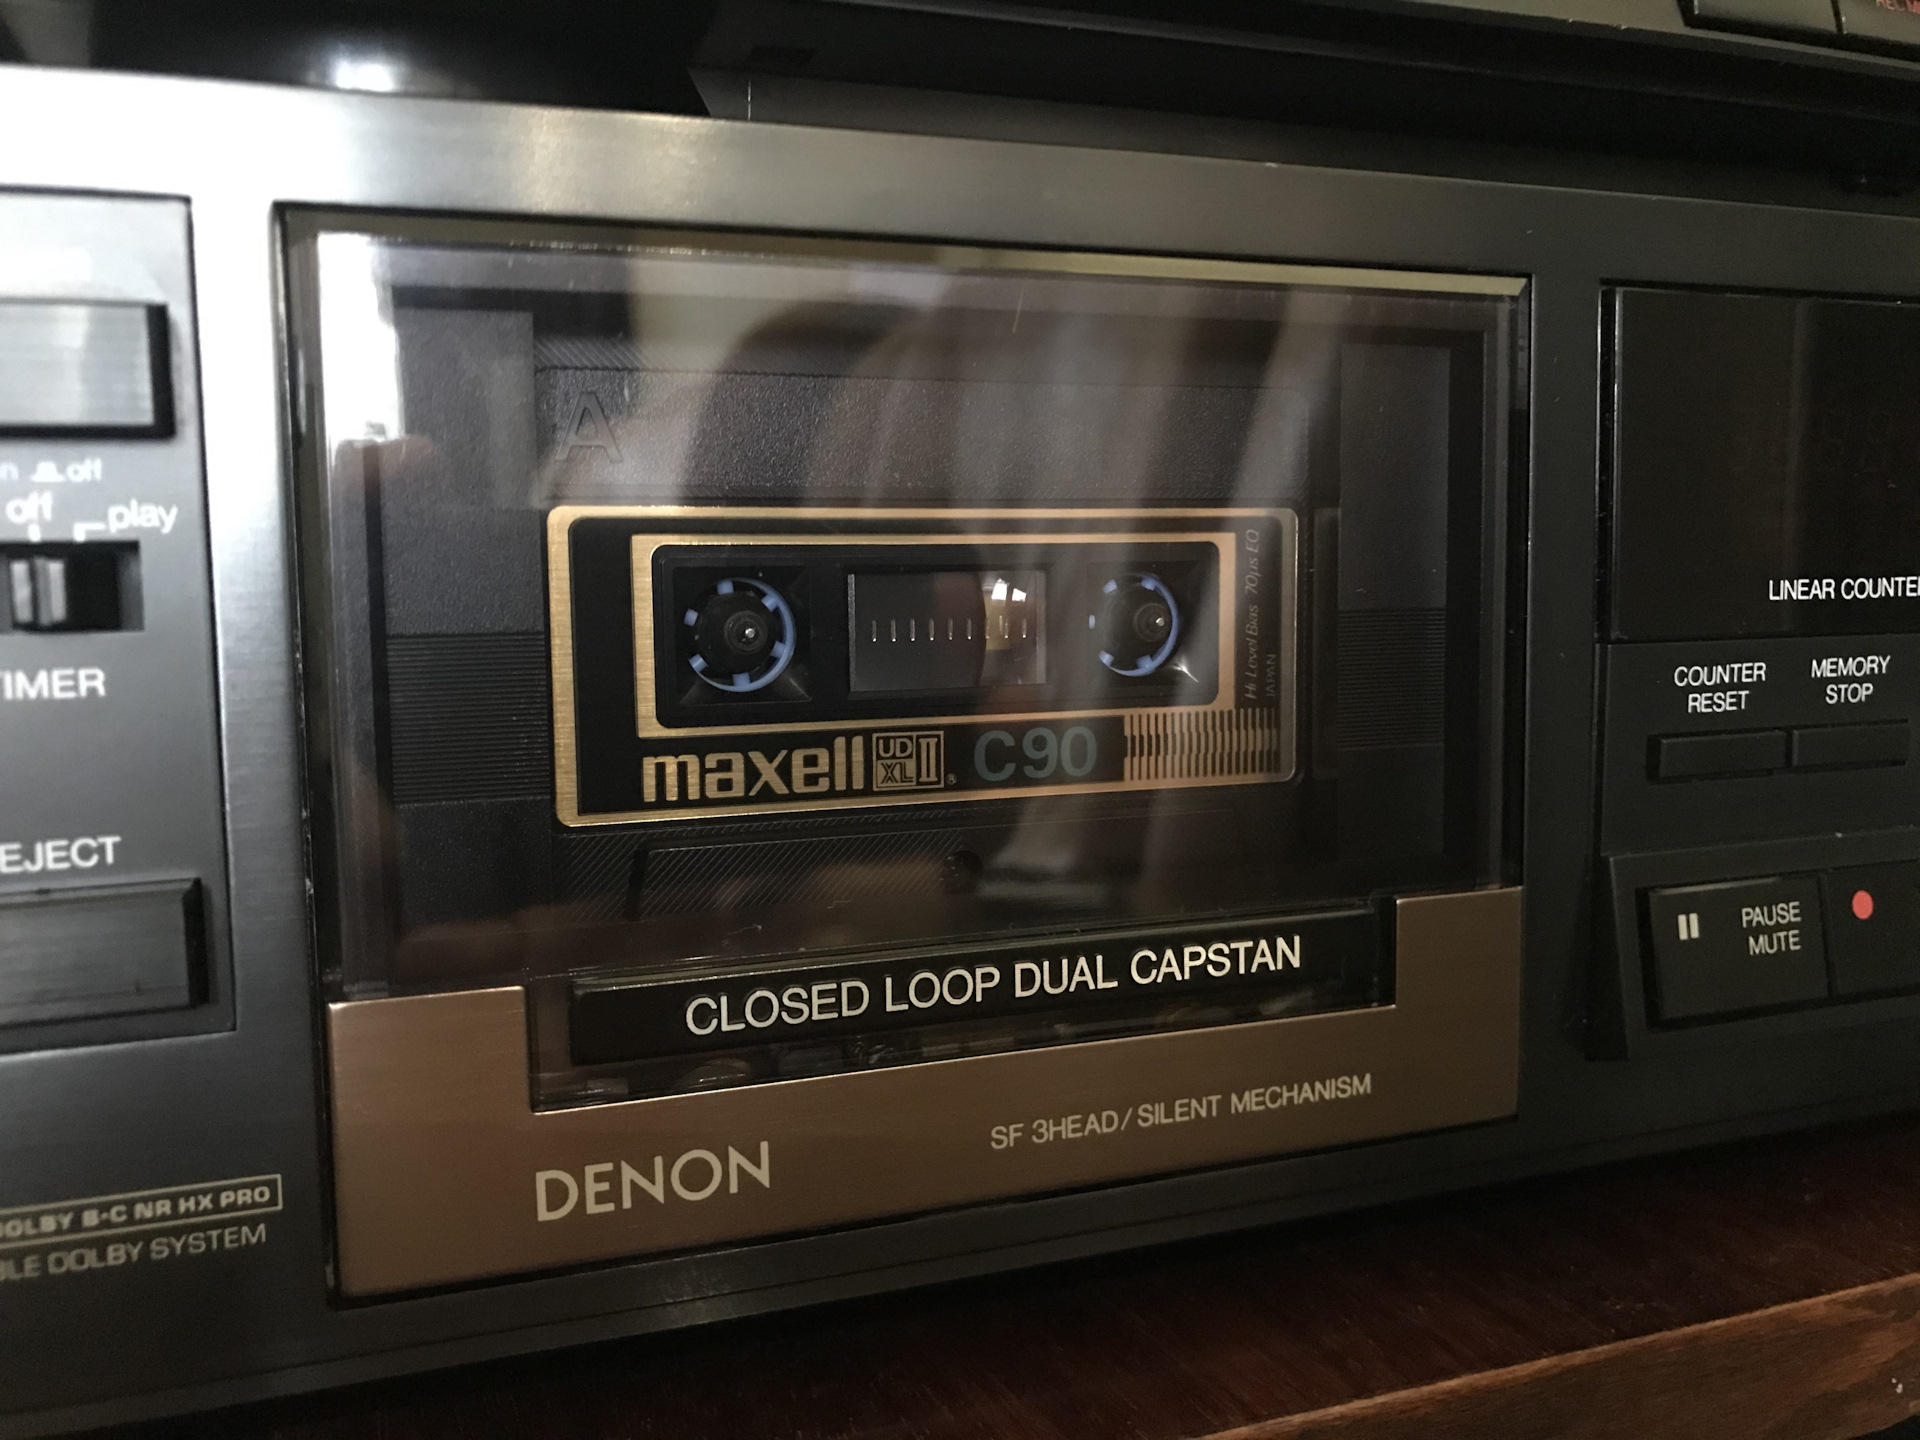 off
off
play
TIMER
EJECT
DOLBY B-C NR HX PRO
DOLBY SYSTEM
A
Hi Level Bias 70μs EQ
JAPAN
maxell UD XL II C90
CLOSED LOOP DUAL CAPSTAN
SF 3HEAD/SILENT MECHANISM
DENON
LINEAR COUNTER
COUNTER RESET
MEMORY STOP
PAUSE
MUTE